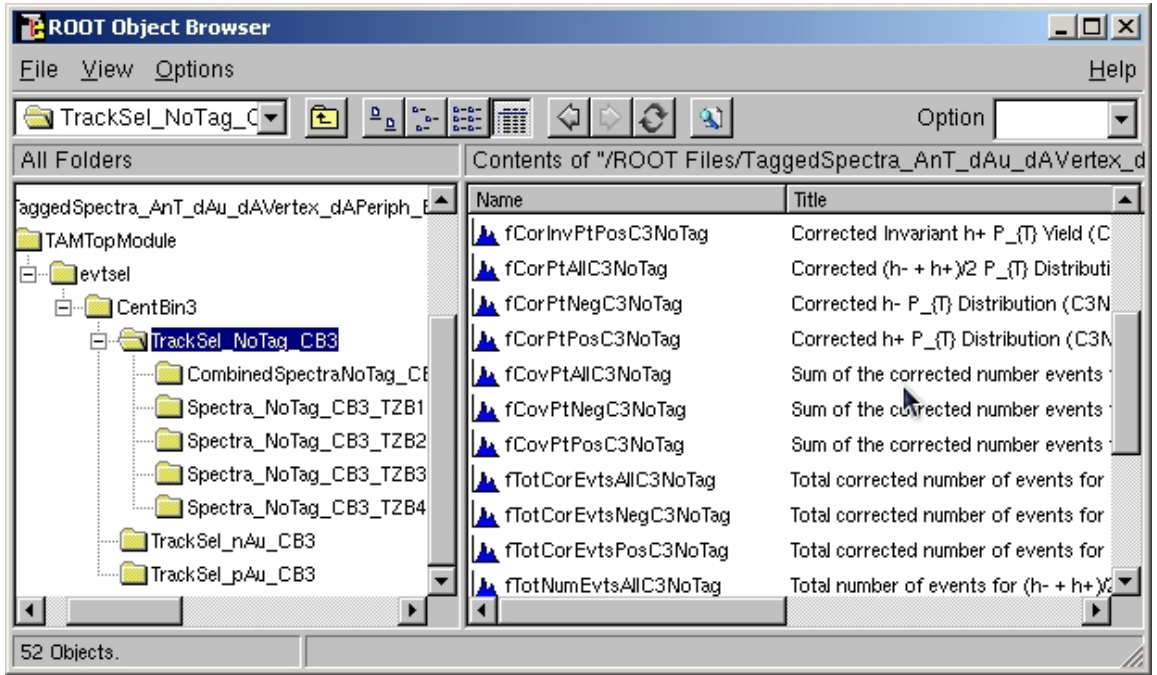 ROOT Object Browser
File View Options Help
TrackSel_NoTag_C Option
All Folders
Contents of "/ROOT Files/TaggedSpectra_AnT_dAu_dAVertex_d
TaggedSpectra_AnT_dAu_dAVertex_dAPeriph_
TAMTopModule
evtsel
CentBin3
TrackSel_NoTag_CB3
CombinedSpectraNoTag_CB
Spectra_NoTag_CB3_TZB1
Spectra_NoTag_CB3_TZB2
Spectra_NoTag_CB3_TZB3
Spectra_NoTag_CB3_TZB4
TrackSel_nAu_CB3
TrackSel_pAu_CB3
Name Title
fCorInvPtPosC3NoTag Corrected Invariant h+ P_{T} Yield (C
fCorPtAllC3NoTag Corrected (h- + h+)/2 P_{T} Distributi
fCorPtNegC3NoTag Corrected h- P_{T} Distribution (C3N
fCorPtPosC3NoTag Corrected h+ P_{T} Distribution (C3N
fCovPtAllC3NoTag Sum of the corrected number events
fCovPtNegC3NoTag Sum of the corrected number events
fCovPtPosC3NoTag Sum of the corrected number events
fTotCorEvtsAllC3NoTag Total corrected number of events for
fTotCorEvtsNegC3NoTag Total corrected number of events for
fTotCorEvtsPosC3NoTag Total corrected number of events for
fTotNumEvtsAllC3NoTag Total number of events for (h- + h+)/2
52 Objects.